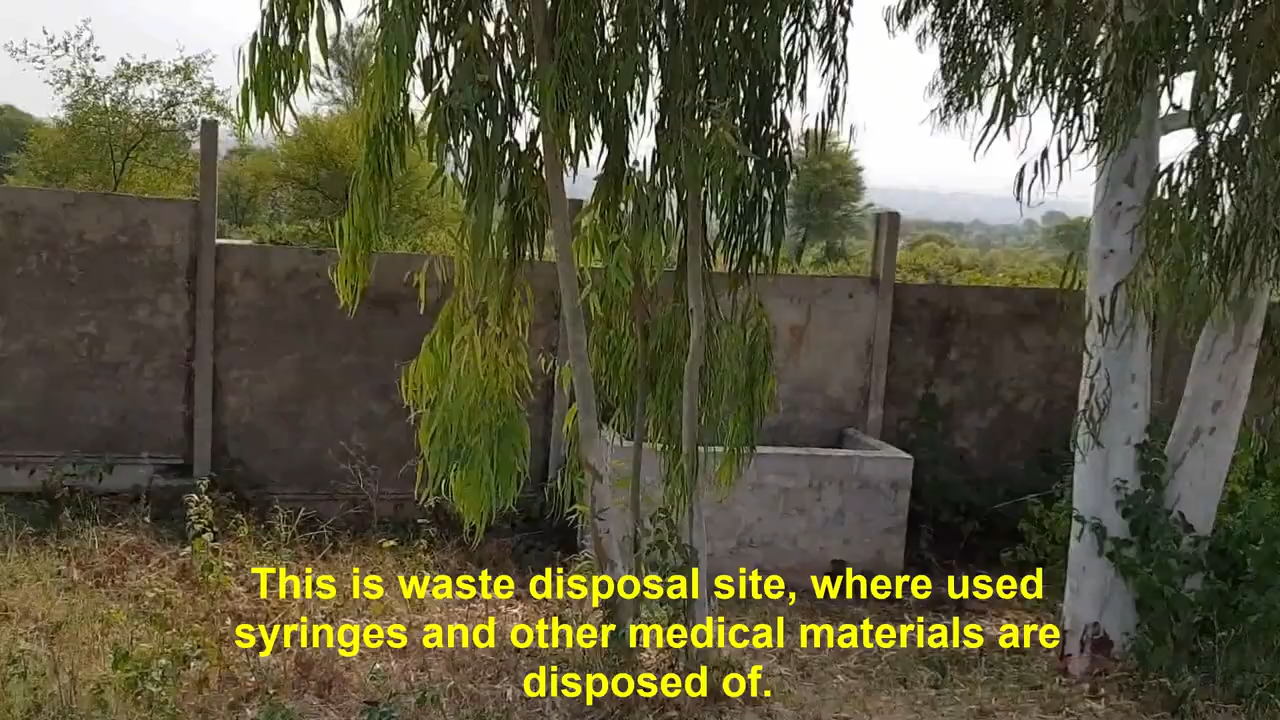 This is waste disposal site, where used
syringes and other medical materials are
disposed of.